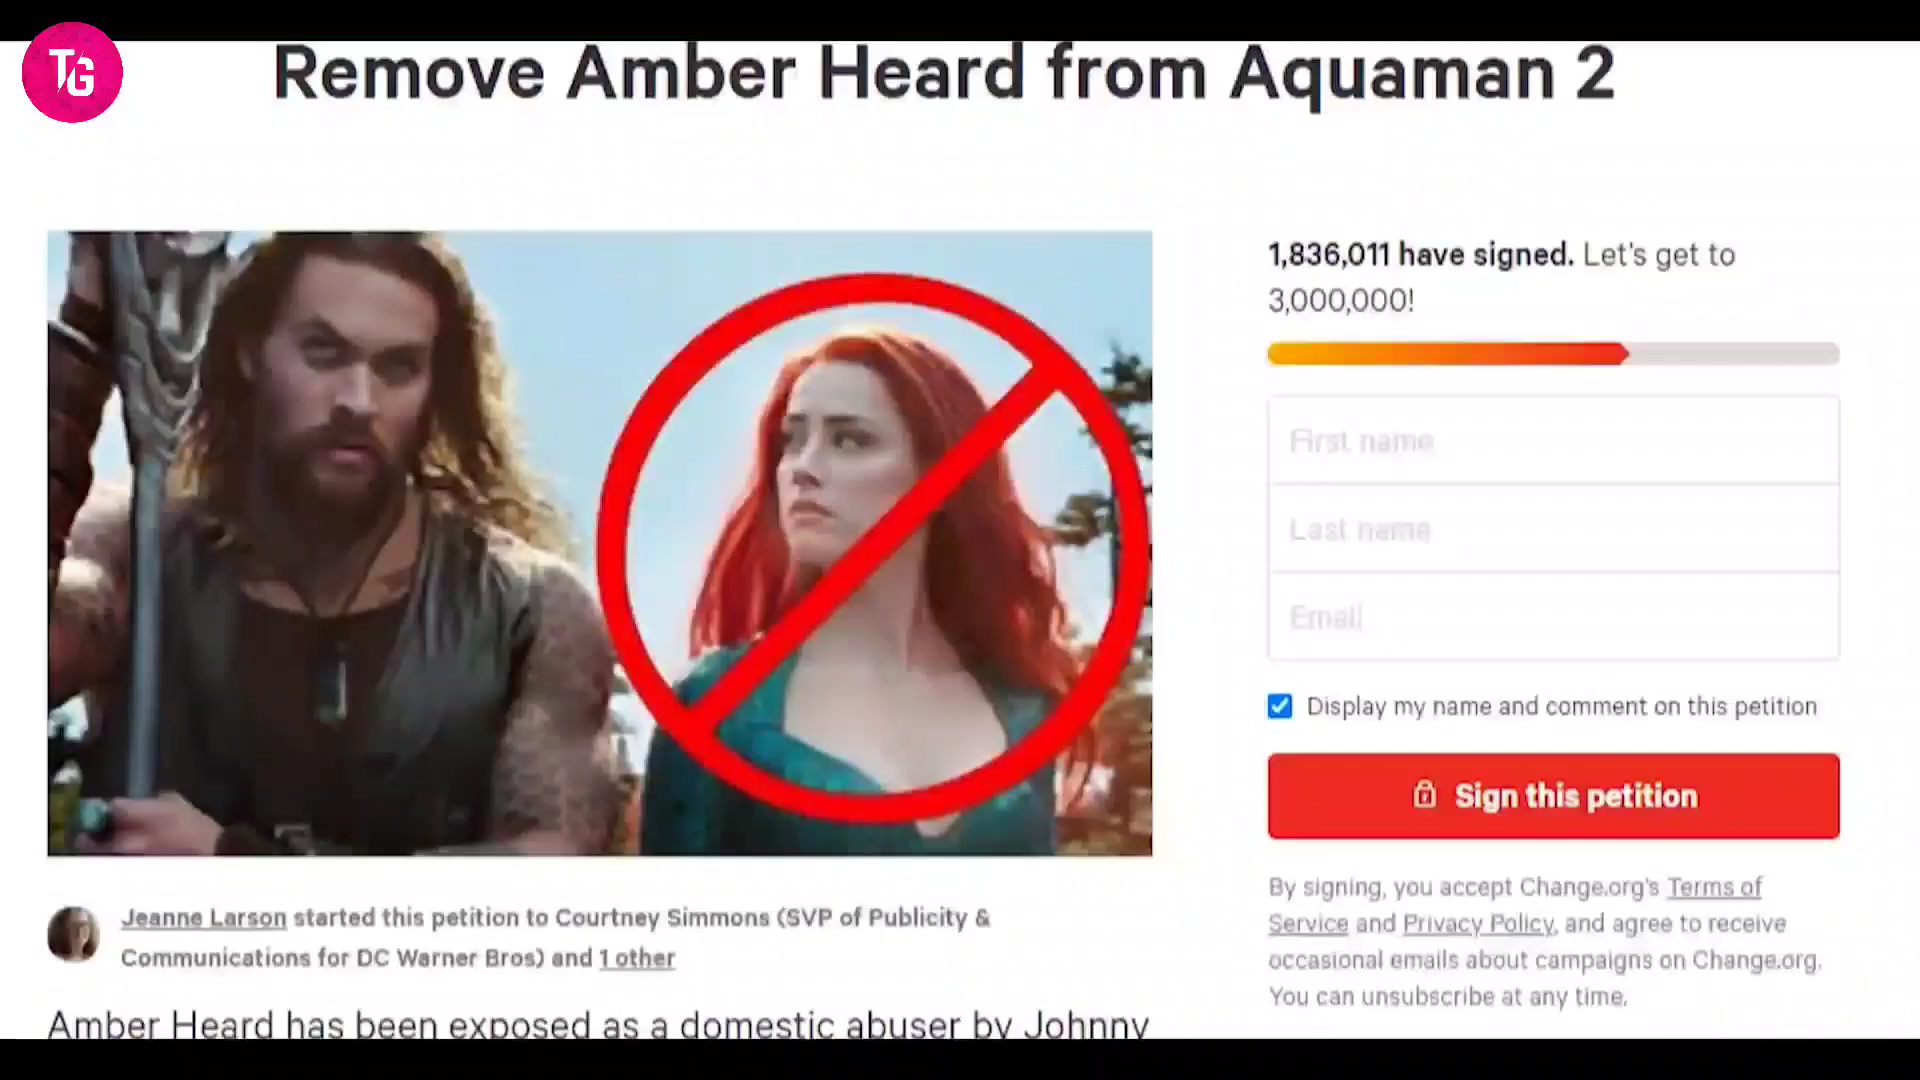 TG
Remove Amber Heard from Aquaman 2
1,836,011 have signed. Let's get to
3,000,000!
First name
Last name
Email
Display my name and comment on this petition
Sign this petition
By signing, you accept Change.org's Terms of
Service and Privacy Policy, and agree to receive
occasional emails about campaigns on Change.org.
You can unsubscribe at any time.
Jeanne Larson started this petition to Courtney Simmons (SVP of Publicity &
Communications for DC Warner Bros) and 1 other
Amber Heard has been exposed as a domestic abuser by Johnny